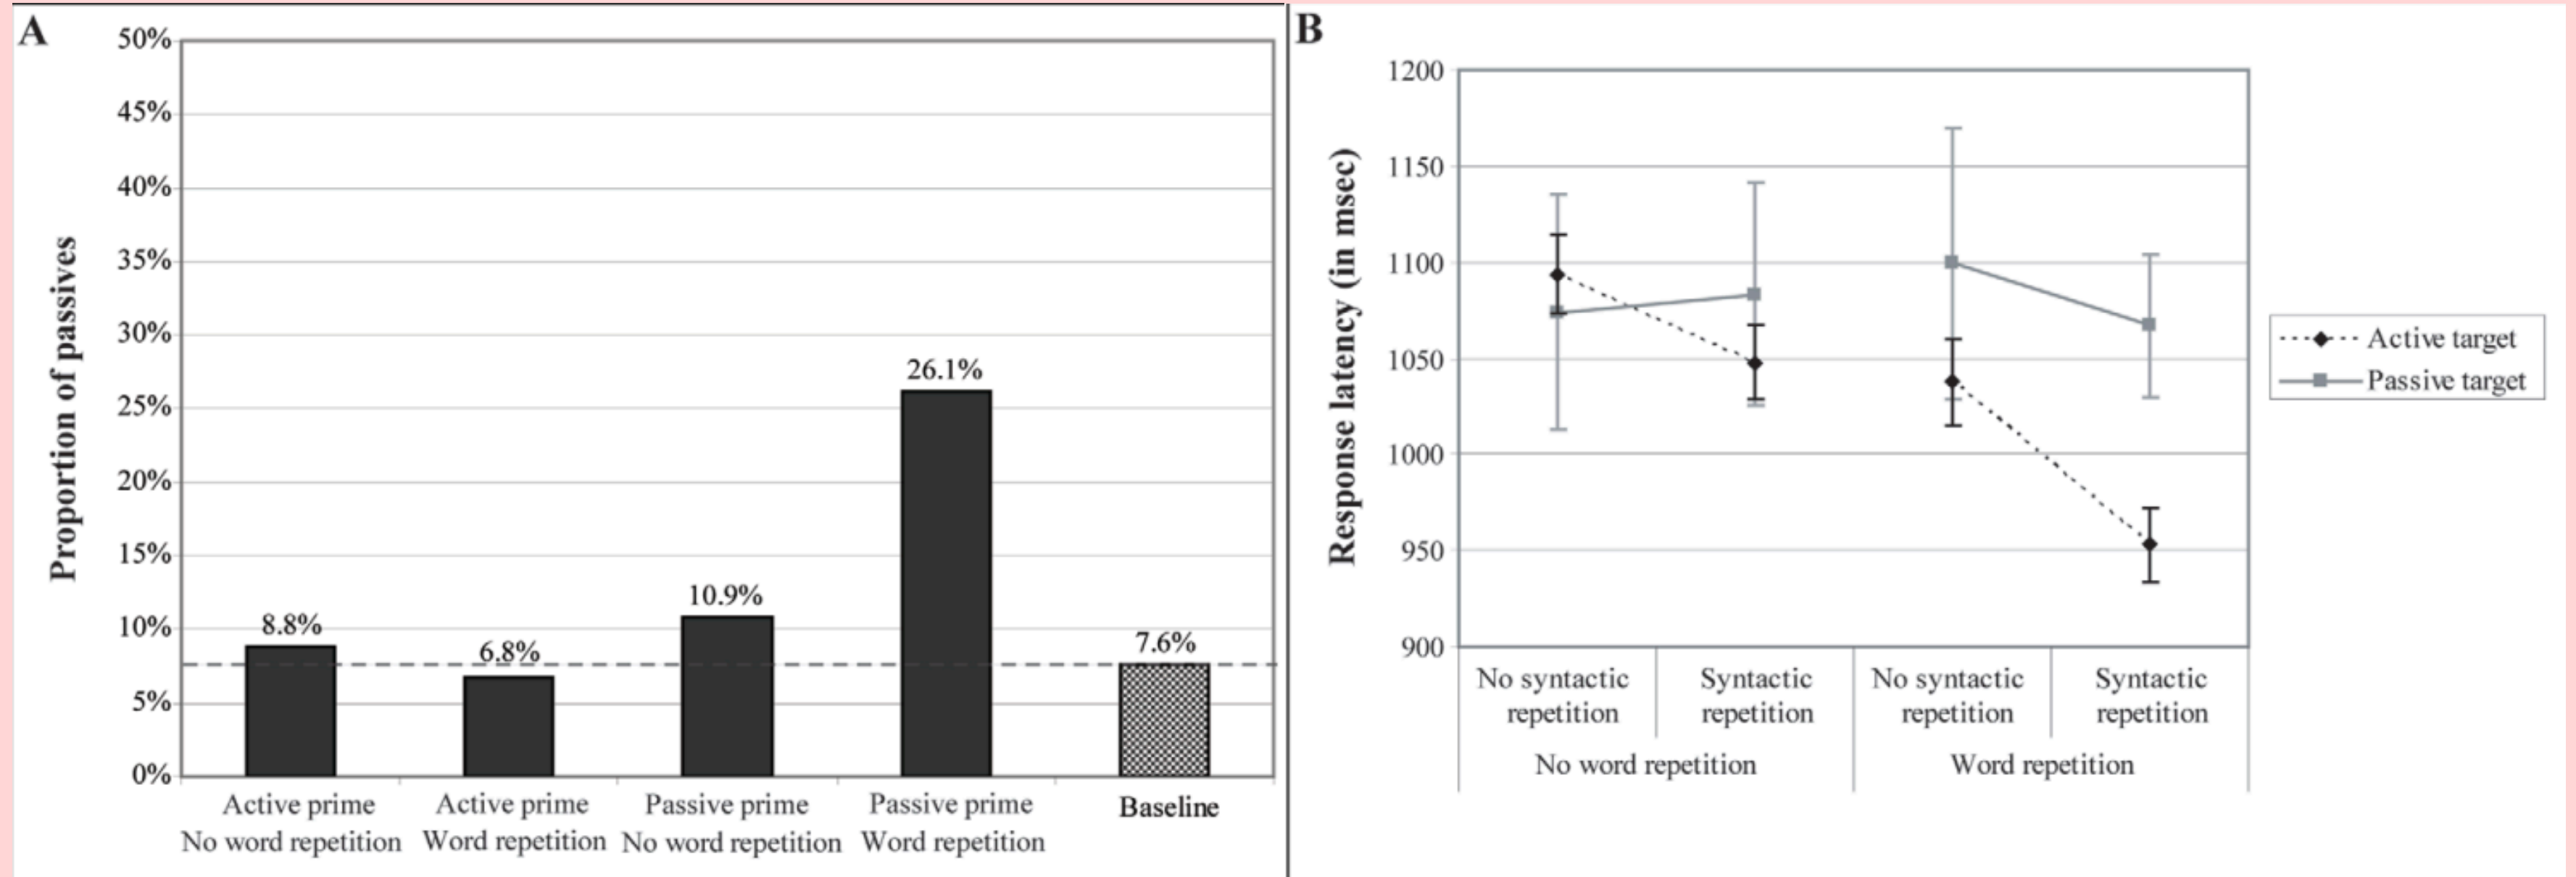 A
50%
45%
40%
35%
30%
25%
20%
15%
10%
5%
0%
Proportion of passives
8.8%
6.8%
10.9%
26.1%
7.6%
Active prime
No word repetition
Active prime
Word repetition
Passive prime
No word repetition
Passive prime
Word repetition
Baseline
B
1200
1150
1100
1050
1000
950
900
Response latency (in msec)
No syntactic
repetition
Syntactic
repetition
No syntactic
repetition
Syntactic
repetition
No word repetition
Word repetition
Active target
Passive target